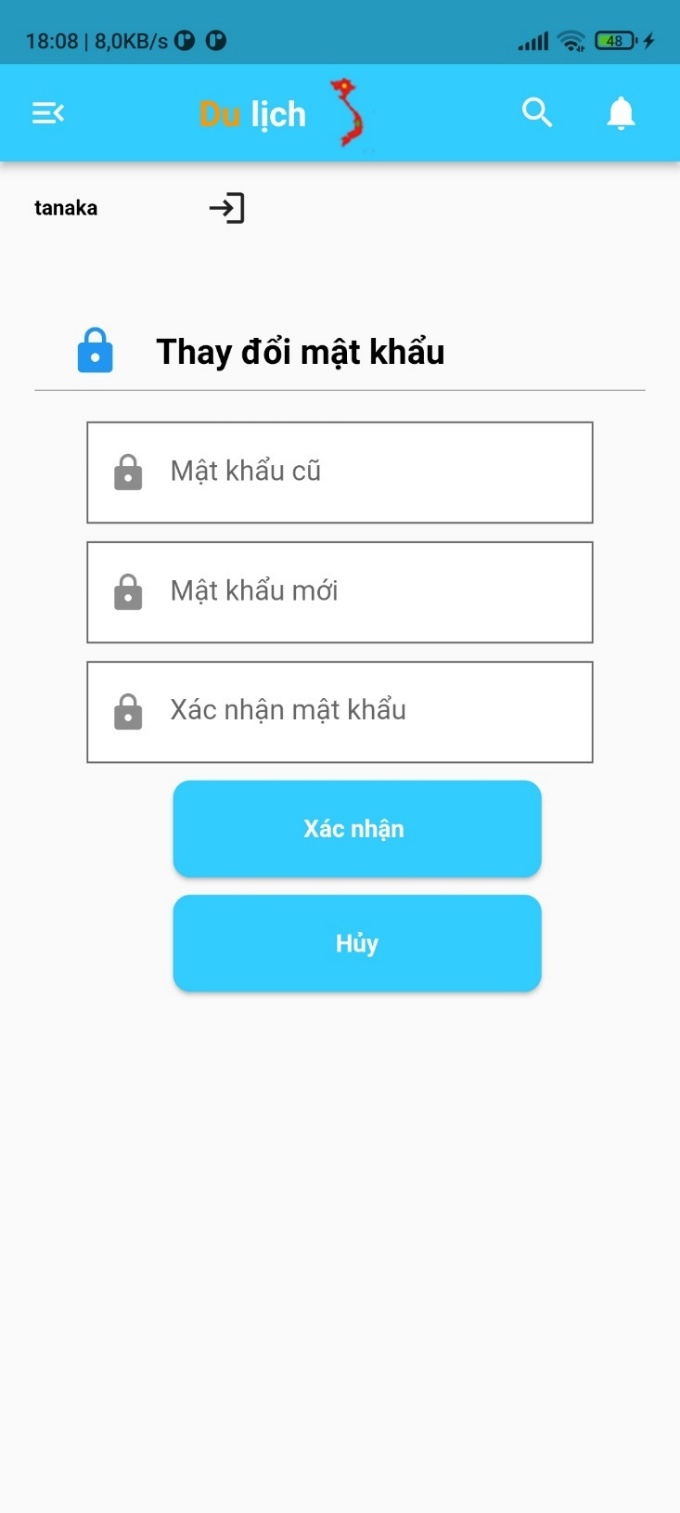 18:08 | 8,0KB/s
48
Du lịch
tanaka
Thay đổi mật khẩu
Mật khẩu cũ
Mật khẩu mới
Xác nhận mật khẩu
Xác nhận
Hủy